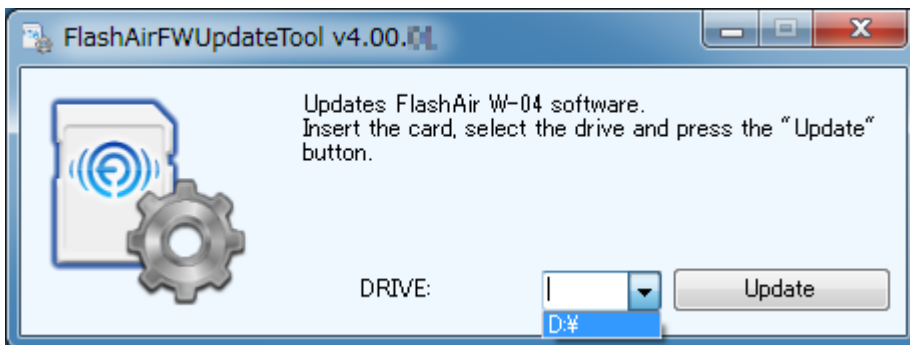 FlashAirFWUpdateTool v4.00.
Updates FlashAir W-04 software.
Insert the card, select the drive and press the "Update"
button.
DRIVE:
Update
D:¥